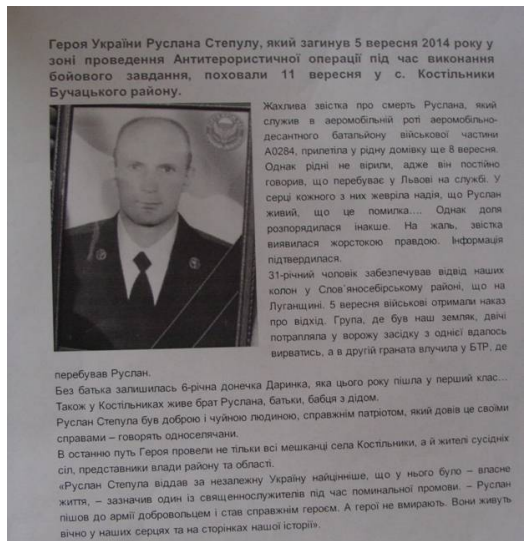 Героя України Руслана Степулу, який загинув 5 вересня 2014 року у
зоні проведення Антитерористичної операції під час виконання
бойового завдання, поховали 11 вересня у с. Костільники
Бучацького району.
Жахлива звістка про смерть Руслана, який
служив в аеромобільній роті аеромобільно-
десантного батальйону військової частини
А0284, прилетіла у рідну домівку ще 8 вересня.
Однак рідні не вірили, адже він постійно
говорив, що перебуває у Львові на службі. У
серці кожного з них жевріла надія, що Руслан
живий, що це помилка.... Однак доля
розпорядилася інакше. На жаль, звістка
виявилася жорстокою правдою. Інформація
підтвердилася.
31-річний чоловік забезпечував відвід наших
колон у Слов’яносербірському районі, що на
Луганщині. 5 вересня військові отримали наказ
про відхід. Група, де був наш земляк, двічі
потрапляла у ворожу засідку з однієї вдалось
вирватись, а в другій граната влучила у БТР, де
перебував Руслан.
Без батька залишилась 6-річна донечка Даринка, яка цього року пішла у перший клас…
Також у Костільниках живе брат Руслана, батьки, бабця з дідом.
Руслан Степула був доброю і чуйною людиною, справжнім патріотом, який довів це своїми
справами – говорять односелячани.
В останню путь Героя провели не тільки всі мешканці села Костільники, а й жителі сусідніх
сіл, представники влади району та області.
«Руслан Степула віддав за незалежну Україну найцінніше, що у нього було – власне
життя, – зазначив один із священнослужителів під час поминальної промови. – Руслан
пішов до армії добровольцем і став справжнім героєм. А герої не вмирають. Вони живуть
вічно у наших серцях та на сторінках нашої історії».